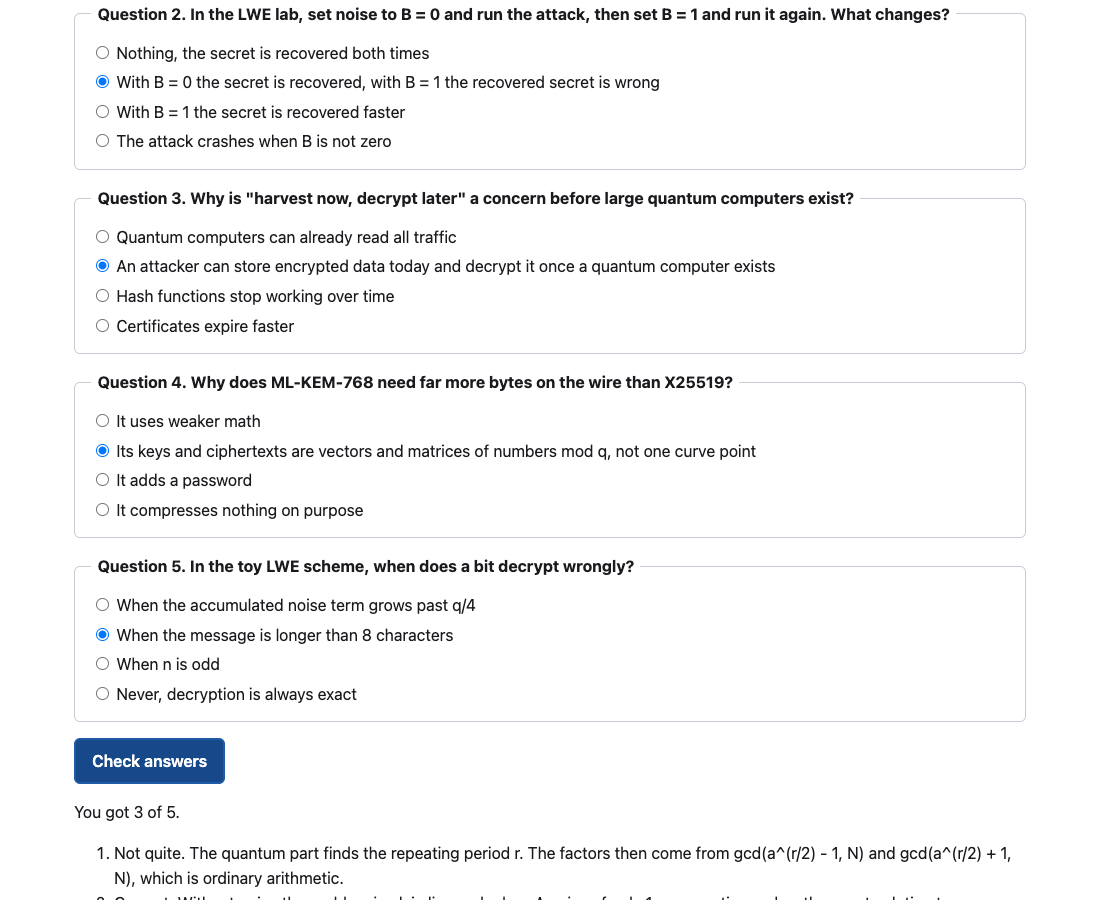 Question 2. In the LWE lab, set noise to B = 0 and run the attack, then set B = 1 and run it again. What changes?
Nothing, the secret is recovered both times
With B = 0 the secret is recovered, with B = 1 the recovered secret is wrong
With B = 1 the secret is recovered faster
The attack crashes when B is not zero
Question 3. Why is "harvest now, decrypt later" a concern before large quantum computers exist?
Quantum computers can already read all traffic
An attacker can store encrypted data today and decrypt it once a quantum computer exists
Hash functions stop working over time
Certificates expire faster
Question 4. Why does ML-KEM-768 need far more bytes on the wire than X25519?
It uses weaker math
Its keys and ciphertexts are vectors and matrices of numbers mod q, not one curve point
It adds a password
It compresses nothing on purpose
Question 5. In the toy LWE scheme, when does a bit decrypt wrongly?
When the accumulated noise term grows past q/4
When the message is longer than 8 characters
When n is odd
Never, decryption is always exact
Check answers
You got 3 of 5.
1. Not quite. The quantum part finds the repeating period r. The factors then come from gcd(a^(r/2) - 1, N) and gcd(a^(r/2) + 1,
N), which is ordinary arithmetic.